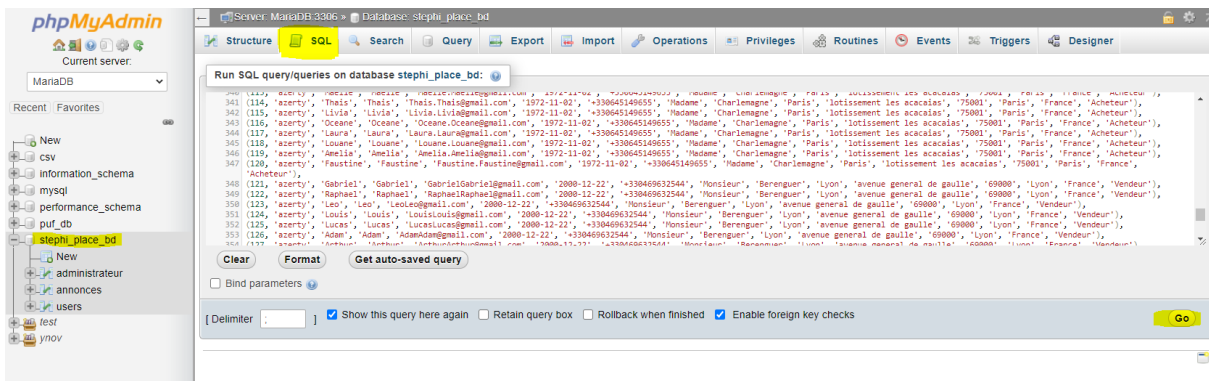 phpMyAdmin
Current server:
MariaDB
Recent Favorites
New
csv
information_schema
mysql
performance_schema
puf_db
stephi_place_bd
New
administrateur
annonces
users
test
ynov
Server: MariaDB:3306 » Database: stephi_place_bd
Structure SQL Search Query Export Import Operations Privileges Routines Events Triggers Designer
Run SQL query/queries on database stephi_place_bd:
341 (114, 'azerty', 'Thais', 'Thais', 'Thais.Thais@gmail.com', '1972-11-02', '+330645149655', 'Madame', 'Charlemagne', 'Paris', 'lotissement les acacaias', '75001', 'Paris', 'France', 'Acheteur'),
342 (115, 'azerty', 'Livia', 'Livia', 'Livia.Livia@gmail.com', '1972-11-02', '+330645149655', 'Madame', 'Charlemagne', 'Paris', 'lotissement les acacaias', '75001', 'Paris', 'France', 'Acheteur'),
343 (116, 'azerty', 'Oceane', 'Oceane', 'Oceane.Oceane@gmail.com', '1972-11-02', '+330645149655', 'Madame', 'Charlemagne', 'Paris', 'lotissement les acacaias', '75001', 'Paris', 'France', 'Acheteur'),
344 (117, 'azerty', 'Laura', 'Laura', 'Laura.Laura@gmail.com', '1972-11-02', '+330645149655', 'Madame', 'Charlemagne', 'Paris', 'lotissement les acacaias', '75001', 'Paris', 'France', 'Acheteur'),
345 (118, 'azerty', 'Louane', 'Louane', 'Louane.Louane@gmail.com', '1972-11-02', '+330645149655', 'Madame', 'Charlemagne', 'Paris', 'lotissement les acacaias', '75001', 'Paris', 'France', 'Acheteur'),
346 (119, 'azerty', 'Amelia', 'Amelia', 'Amelia.Amelia@gmail.com', '1972-11-02', '+330645149655', 'Madame', 'Charlemagne', 'Paris', 'lotissement les acacaias', '75001', 'Paris', 'France', 'Acheteur'),
347 (120, 'azerty', 'Faustine', 'Faustine', 'Faustine.Faustine@gmail.com', '1972-11-02', '+330645149655', 'Madame', 'Charlemagne', 'Paris', 'lotissement les acacaias', '75001', 'Paris', 'France',
'Acheteur'),
348 (121, 'azerty', 'Gabriel', 'Gabriel', 'GabrielGabriel@gmail.com', '2000-12-22', '+330469632544', 'Monsieur', 'Berenguer', 'Lyon', 'avenue general de gaulle', '69000', 'Lyon', 'France', 'Vendeur'),
349 (122, 'azerty', 'Raphael', 'Raphael', 'RaphaelRaphael@gmail.com', '2000-12-22', '+330469632544', 'Monsieur', 'Berenguer', 'Lyon', 'avenue general de gaulle', '69000', 'Lyon', 'France', 'Vendeur'),
350 (123, 'azerty', 'Leo', 'Leo', 'LeoLeo@gmail.com', '2000-12-22', '+330469632544', 'Monsieur', 'Berenguer', 'Lyon', 'avenue general de gaulle', '69000', 'Lyon', 'France', 'Vendeur'),
351 (124, 'azerty', 'Louis', 'Louis', 'LouisLouis@gmail.com', '2000-12-22', '+330469632544', 'Monsieur', 'Berenguer', 'Lyon', 'avenue general de gaulle', '69000', 'Lyon', 'France', 'Vendeur'),
352 (125, 'azerty', 'Lucas', 'Lucas', 'LucasLucas@gmail.com', '2000-12-22', '+330469632544', 'Monsieur', 'Berenguer', 'Lyon', 'avenue general de gaulle', '69000', 'Lyon', 'France', 'Vendeur'),
353 (126, 'azerty', 'Adam', 'Adam', 'AdamAdam@gmail.com', '2000-12-22', '+330469632544', 'Monsieur', 'Berenguer', 'Lyon', 'avenue general de gaulle', '69000', 'Lyon', 'France', 'Vendeur'),
Clear Format Get auto-saved query
Bind parameters
[ Delimiter ; ] Show this query here again Retain query box Rollback when finished Enable foreign key checks Go